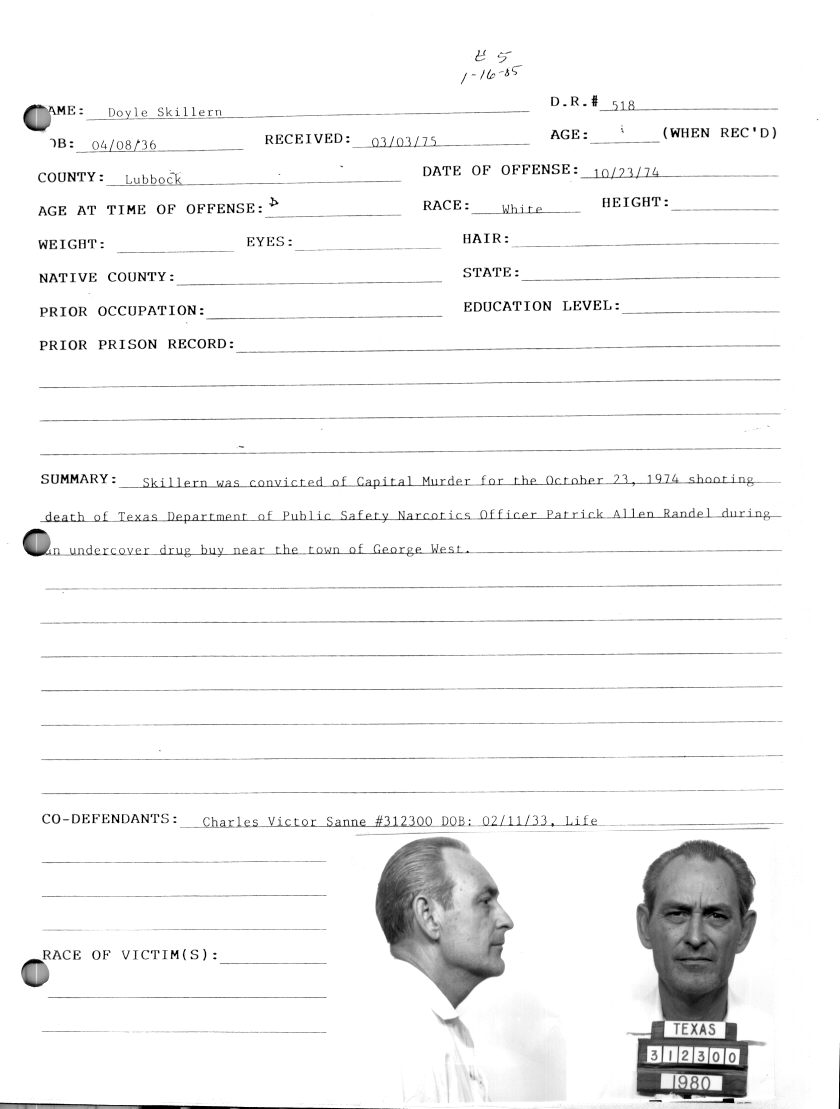 # 5
1-16-85
AME: Doyle Skillern D.R.# 518
OB: 04/08/36 RECEIVED: 03/03/75 AGE: (WHEN REC'D)
COUNTY: Lubbock DATE OF OFFENSE: 10/23/74
AGE AT TIME OF OFFENSE: RACE: White HEIGHT:
WEIGHT: EYES: HAIR:
NATIVE COUNTY: STATE:
PRIOR OCCUPATION: EDUCATION LEVEL:
PRIOR PRISON RECORD:
SUMMARY: Skillern was convicted of Capital Murder for the October 23, 1974 shooting
death of Texas Department of Public Safety Narcotics Officer Patrick Allen Randel during
an undercover drug buy near the town of George West.
CO-DEFENDANTS: Charles Victor Sanne #312300 DOB: 02/11/33, Life
RACE OF VICTIM(S):
TEXAS
312300
1980